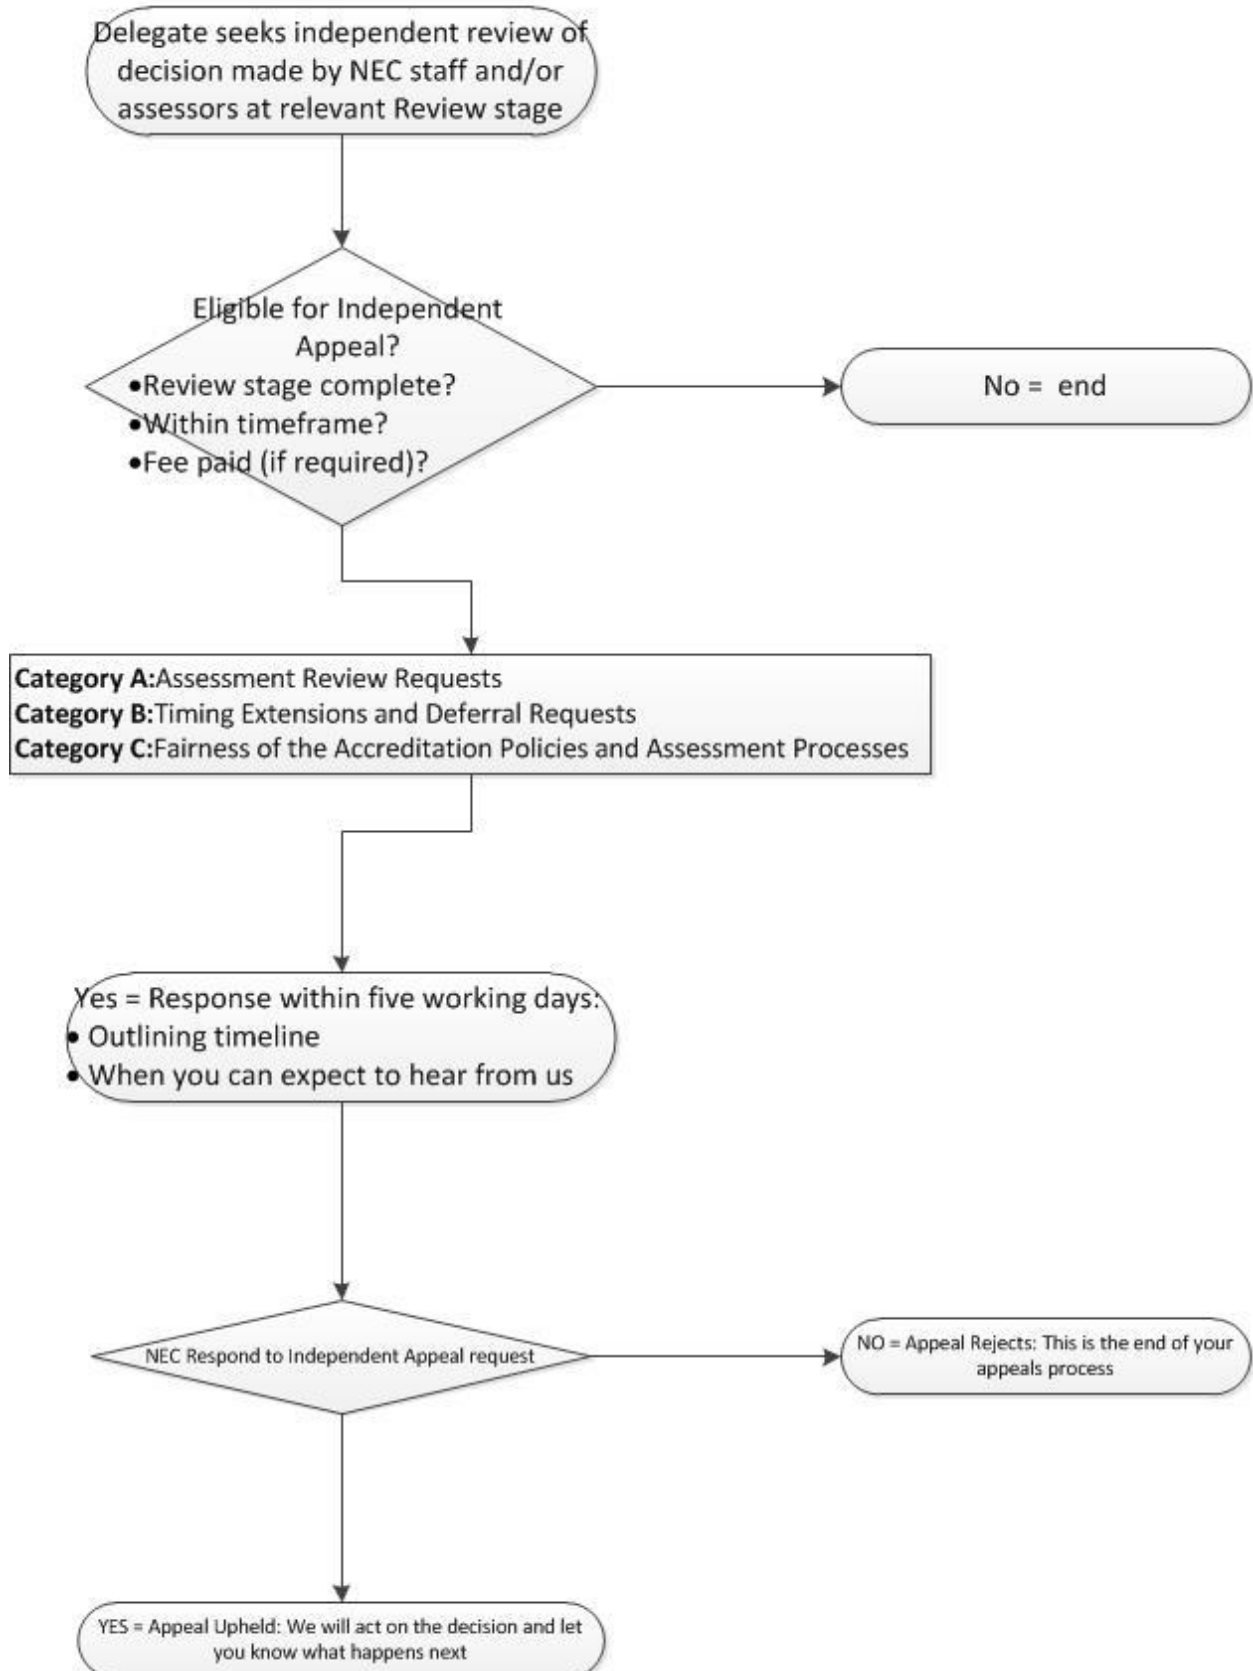 Delegate seeks independent review of
decision made by NEC staff and/or
assessors at relevant Review stage
Eligible for Independent
Appeal?
•Review stage complete?
•Within timeframe?
•Fee paid (if required)?
No = end
Category A:Assessment Review Requests
Category B:Timing Extensions and Deferral Requests
Category C:Fairness of the Accreditation Policies and Assessment Processes
Yes = Response within five working days:
• Outlining timeline
• When you can expect to hear from us
NEC Respond to Independent Appeal request
NO = Appeal Rejects: This is the end of your
appeals process
YES = Appeal Upheld: We will act on the decision and let
you know what happens next